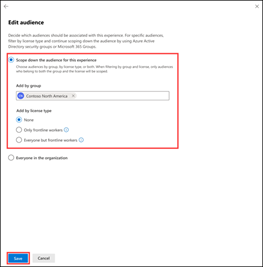 Edit audience
Decide which audiences should be associated with this experience. For specific audiences,
filter by license type and continue scoping down the audience by using Azure Active
Directory security groups or Microsoft 365 Groups.
Scope down the audience for this experience
Choose audiences by group, by license type, or both. When filtering by group and license, only audiences
who belong to both the group and the license will be scoped.
Add by group
Contoso North America
Add by license type
None
Only frontline workers
Everyone but frontline workers
Everyone in the organization
Save
Cancel